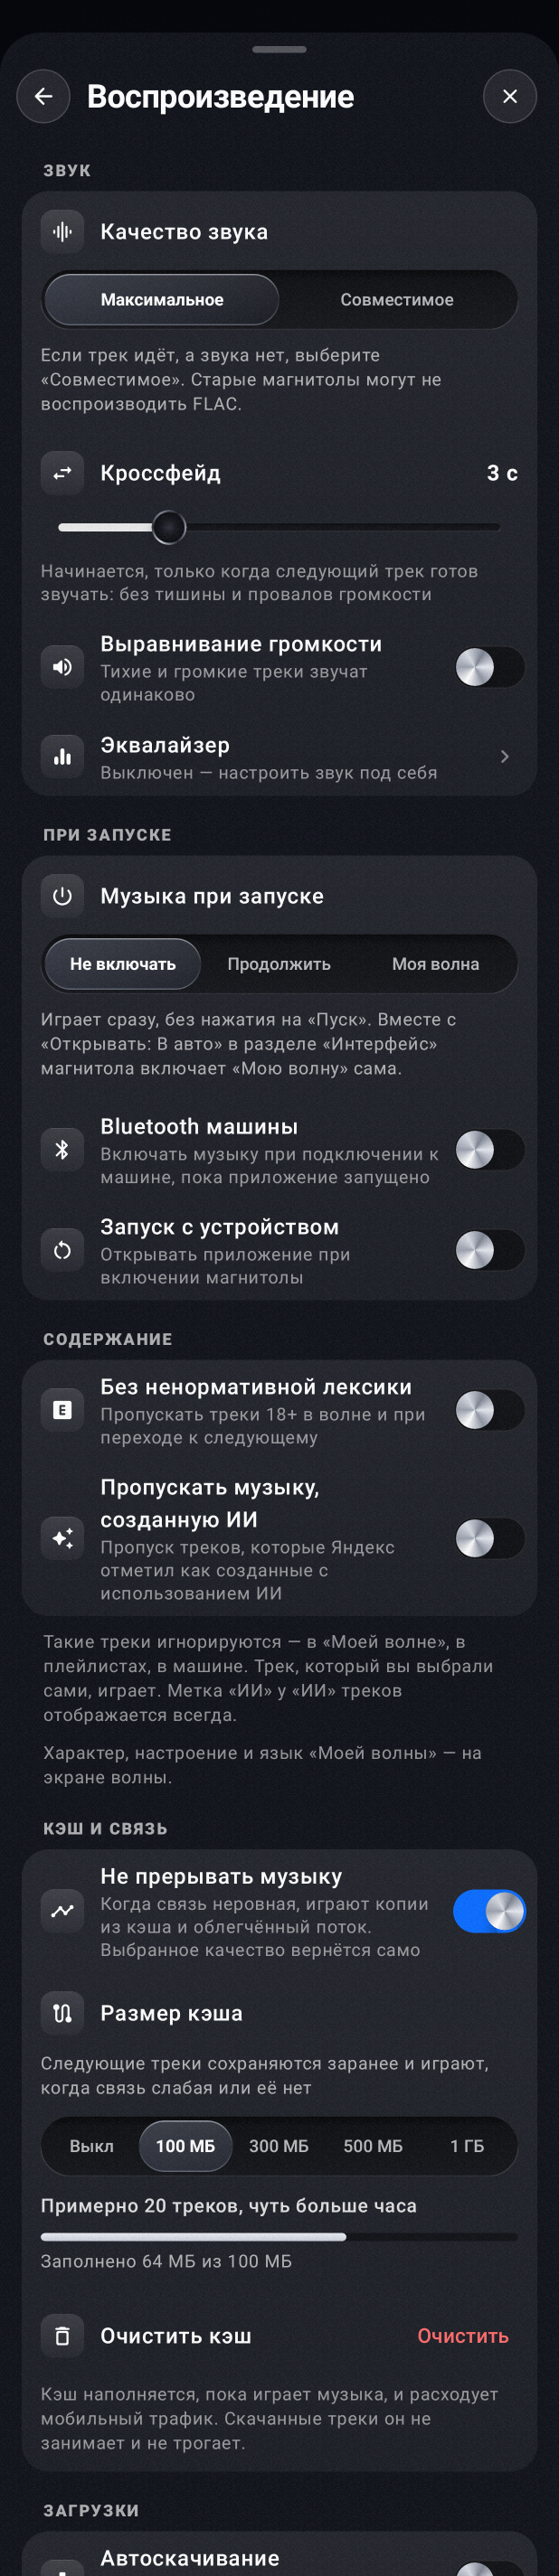 Воспроизведение
ЗВУК
Качество звука
Максимальное
Совместимое
Если трек идёт, а звука нет, выберите
«Совместимое». Старые магнитолы могут не
воспроизводить FLAC.
Кроссфейд
3 с
Начинается, только когда следующий трек готов
звучать: без тишины и провалов громкости
Выравнивание громкости
Тихие и громкие треки звучат
одинаково
Эквалайзер
Выключен — настроить звук под себя
ПРИ ЗАПУСКЕ
Музыка при запуске
Не включать
Продолжить
Моя волна
Играет сразу, без нажатия на «Пуск». Вместе с
«Открывать: В авто» в разделе «Интерфейс»
магнитола включает «Мою волну» сама.
Bluetooth машины
Включать музыку при подключении к
машине, пока приложение запущено
Запуск с устройством
Открывать приложение при
включении магнитолы
СОДЕРЖАНИЕ
E
Без ненормативной лексики
Пропускать треки 18+ в волне и при
переходе к следующему
Пропускать музыку,
созданную ИИ
Пропуск треков, которые Яндекс
отметил как созданные с
использованием ИИ
Такие треки игнорируются — в «Моей волне», в
плейлистах, в машине. Трек, который вы выбрали
сами, играет. Метка «ИИ» у «ИИ» треков
отображается всегда.
Характер, настроение и язык «Моей волны» — на
экране волны.
КЭШ И СВЯЗЬ
Не прерывать музыку
Когда связь неровная, играют копии
из кэша и облегчённый поток.
Выбранное качество вернётся само
Размер кэша
Следующие треки сохраняются заранее и играют,
когда связь слабая или её нет
Выкл
100 МБ
300 МБ
500 МБ
1 ГБ
Примерно 20 треков, чуть больше часа
Заполнено 64 МБ из 100 МБ
Очистить кэш
Очистить
Кэш наполняется, пока играет музыка, и расходует
мобильный трафик. Скачанные треки он не
занимает и не трогает.
ЗАГРУЗКИ
Автоскачивание